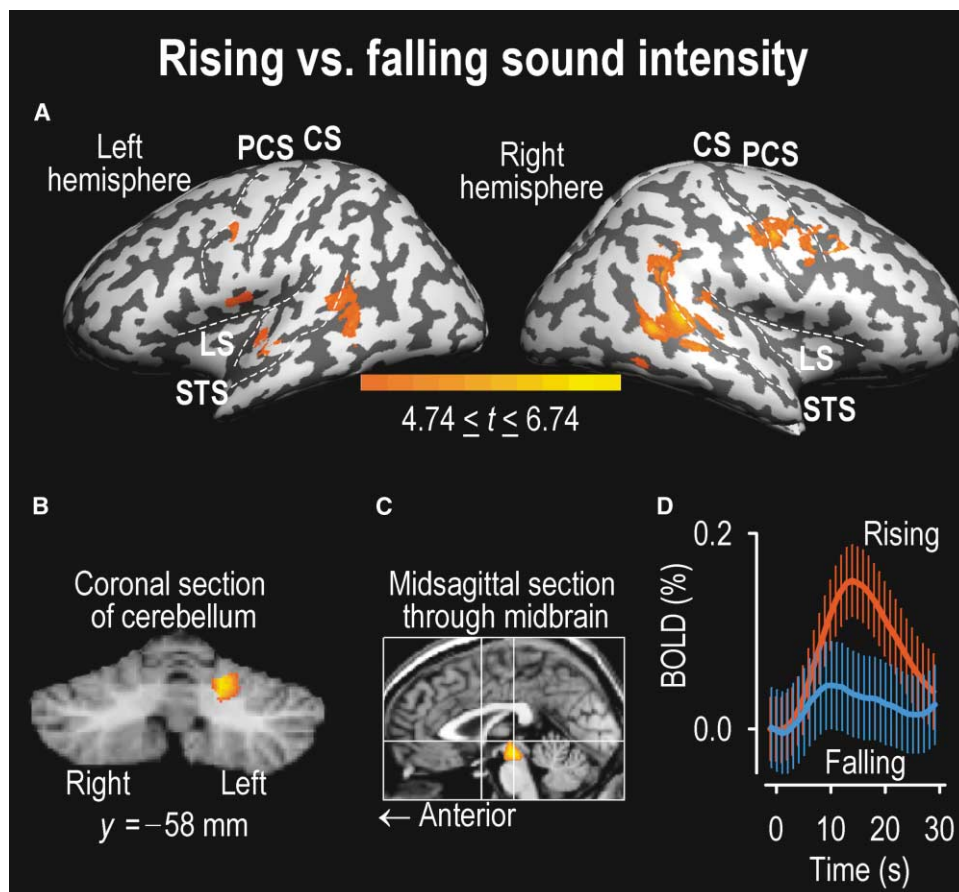 Rising vs. falling sound intensity
A
Left
hemisphere
PCS
CS
LS
STS
Right
hemisphere
CS
PCS
LS
STS
4.74 ≤ t ≤ 6.74
B
Coronal section
of cerebellum
Right
Left
y = −58 mm
C
Midsagittal section
through midbrain
← Anterior
D
BOLD (%)
0.2
0.0
Rising
Falling
0 10 20 30
Time (s)